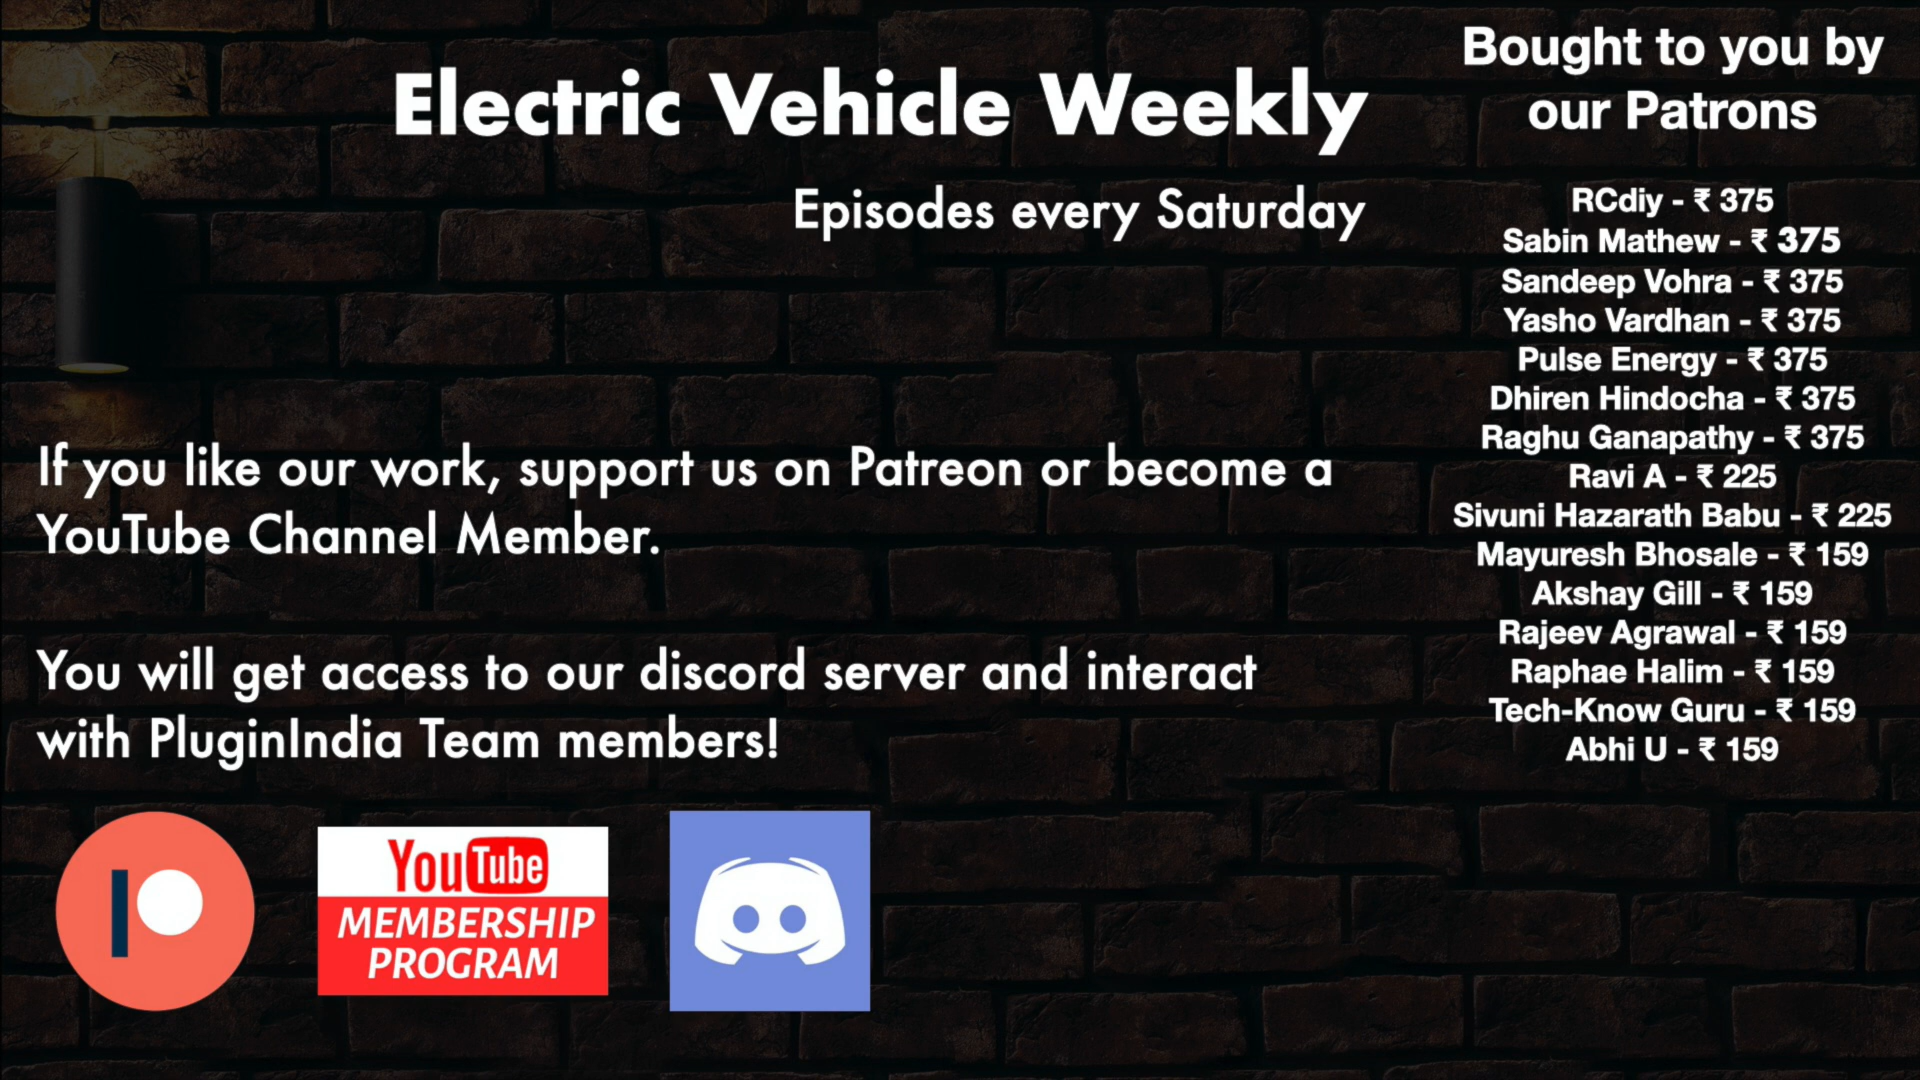 Electric Vehicle Weekly
Episodes every Saturday
If you like our work, support us on Patreon or become a
YouTube Channel Member.
You will get access to our discord server and interact
with PluginIndia Team members!
YouTube
MEMBERSHIP
PROGRAM
Bought to you by
our Patrons
RCdiy - ₹ 375
Sabin Mathew - ₹ 375
Sandeep Vohra - ₹ 375
Yasho Vardhan - ₹ 375
Pulse Energy - ₹ 375
Dhiren Hindocha - ₹ 375
Raghu Ganapathy - ₹ 375
Ravi A - ₹ 225
Sivuni Hazarath Babu - ₹ 225
Mayuresh Bhosale - ₹ 159
Akshay Gill - ₹ 159
Rajeev Agrawal - ₹ 159
Raphae Halim - ₹ 159
Tech-Know Guru - ₹ 159
Abhi U - ₹ 159